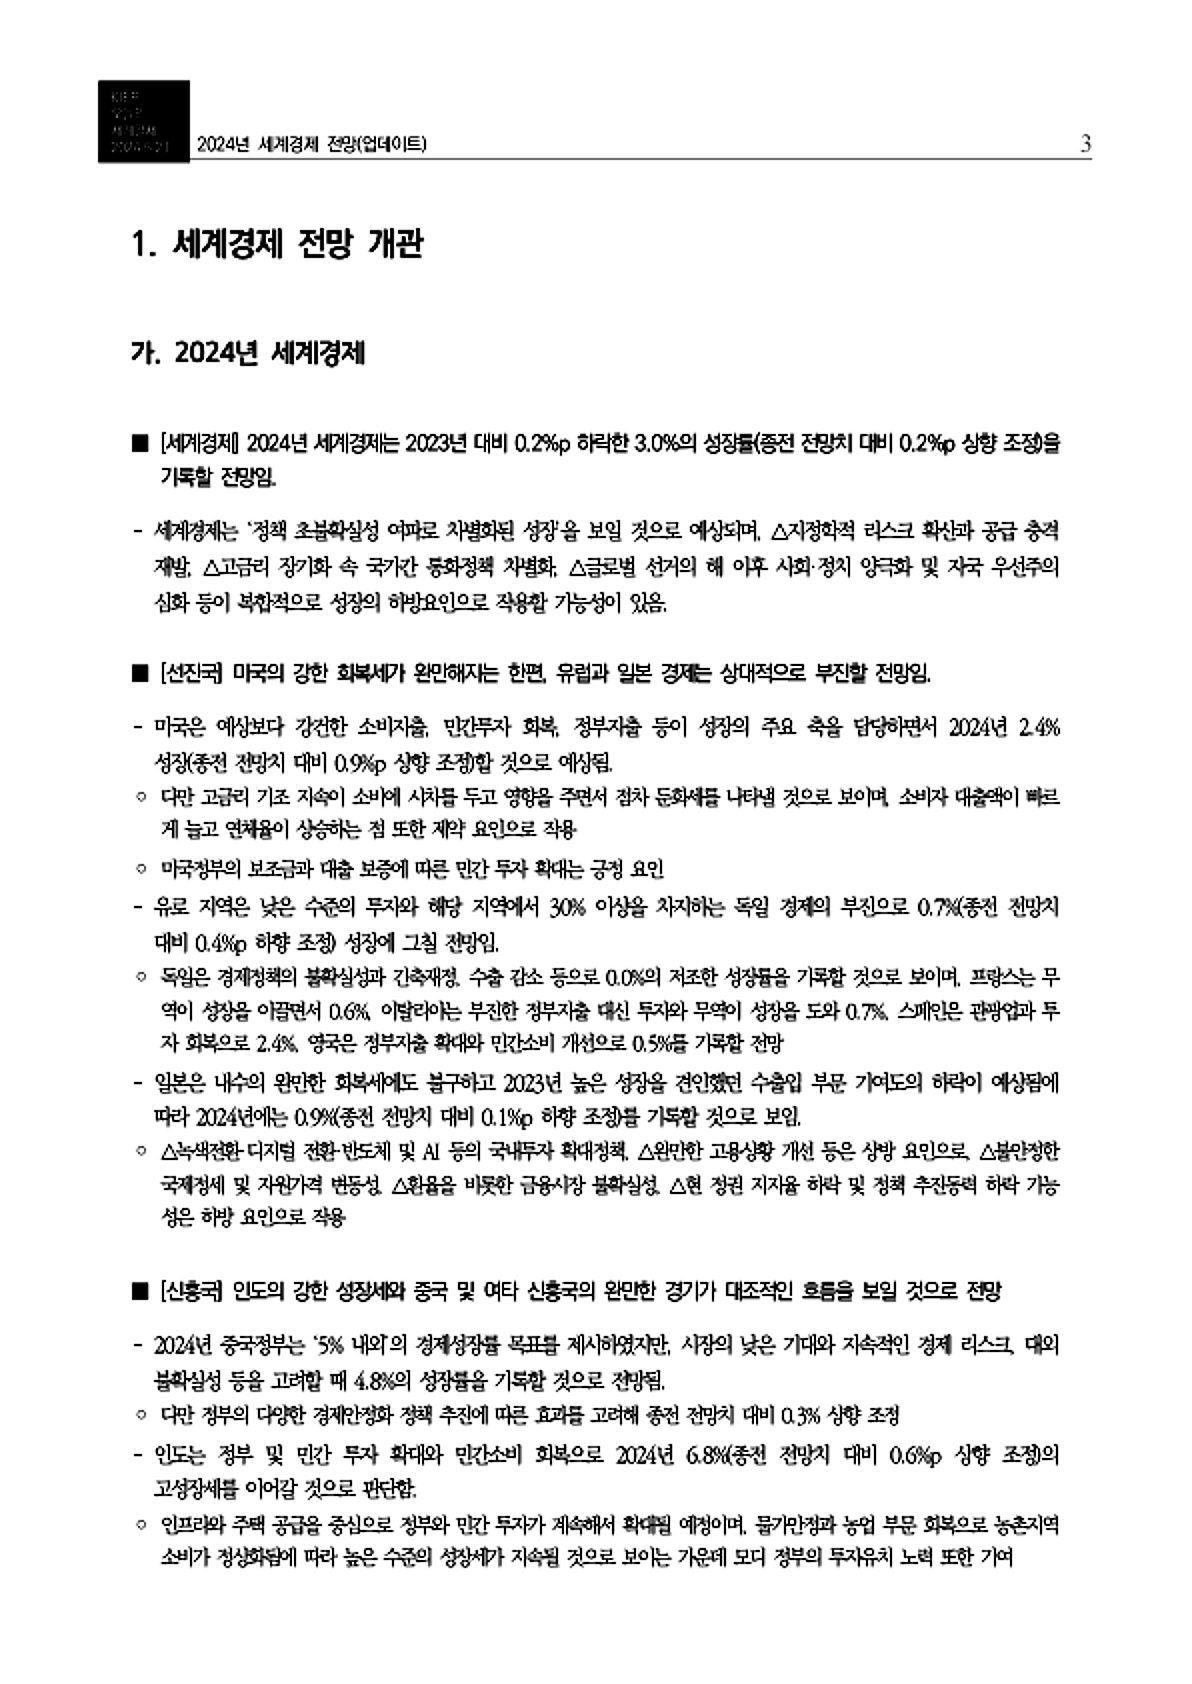 KIEP
오늘의
세계경제
2024년 세계경제 전망(업데이트)
3
1. 세계경제 전망 개관
가. 2024년 세계경제
■ [세계경제] 2024년 세계경제는 2023년 대비 0.2%p 하락한 3.0%의 성장률(종전 전망치 대비 0.2%p 상향 조정)을
기록할 전망임.
- 세계경제는 '정책 초불확실성 여파로 차별화된 성장'을 보일 것으로 예상되며, △지정학적 리스크 확산과 공급 충격
재발, △고금리 장기화 속 국가간 통화정책 차별화, △글로벌 선거의 해 이후 사회·정치 양극화 및 자국 우선주의
심화 등이 복합적으로 성장의 하방요인으로 작용할 가능성이 있음.
■ [선진국] 미국의 강한 회복세가 완만해지는 한편, 유럽과 일본 경제는 상대적으로 부진할 전망임.
- 미국은 예상보다 강건한 소비지출, 민간투자 회복, 정부지출 등이 성장의 주요 축을 담당하면서 2024년 2.4%
성장(종전 전망치 대비 0.9%p 상향 조정)할 것으로 예상됨.
○ 다만 고금리 기조 지속이 소비에 시차를 두고 영향을 주면서 점차 둔화세를 나타낼 것으로 보이며, 소비자 대출액이 빠르
게 늘고 연체율이 상승하는 점 또한 제약 요인으로 작용
○ 미국정부의 보조금과 대출 보증에 따른 민간 투자 확대는 긍정 요인
- 유로 지역은 낮은 수준의 투자와 해당 지역에서 30% 이상을 차지하는 독일 경제의 부진으로 0.7%(종전 전망치
대비 0.4%p 하향 조정) 성장에 그칠 전망임.
○ 독일은 경제정책의 불확실성과 긴축재정, 수출 감소 등으로 0.0%의 저조한 성장률을 기록할 것으로 보이며, 프랑스는 무
역이 성장을 이끌면서 0.6%, 이탈리아는 부진한 정부지출 대신 투자와 무역이 성장을 도와 0.7%, 스페인은 관광업과 투
자 회복으로 2.4%, 영국은 정부지출 확대와 민간소비 개선으로 0.5%를 기록할 전망
- 일본은 내수의 완만한 회복세에도 불구하고 2023년 높은 성장을 견인했던 수출입 부문 기여도의 하락이 예상됨에
따라 2024년에는 0.9%(종전 전망치 대비 0.1%p 하향 조정)를 기록할 것으로 보임.
○ △녹색전환·디지털 전환·반도체 및 AI 등의 국내투자 확대정책, △완만한 고용상황 개선 등은 상방 요인으로, △불안정한
국제정세 및 자원가격 변동성, △환율을 비롯한 금융시장 불확실성, △현 정권 지지율 하락 및 정책 추진동력 하락 가능
성은 하방 요인으로 작용
■ [신흥국] 인도의 강한 성장세와 중국 및 여타 신흥국의 완만한 경기가 대조적인 흐름을 보일 것으로 전망
- 2024년 중국정부는 '5% 내외'의 경제성장률 목표를 제시하였지만, 시장의 낮은 기대와 지속적인 경제 리스크, 대외
불확실성 등을 고려할 때 4.8%의 성장률을 기록할 것으로 전망됨.
○ 다만 정부의 다양한 경제안정화 정책 추진에 따른 효과를 고려해 종전 전망치 대비 0.3% 상향 조정
- 인도는 정부 및 민간 투자 확대와 민간소비 회복으로 2024년 6.8%(종전 전망치 대비 0.6%p 상향 조정)의
고성장세를 이어갈 것으로 판단함.
○ 인프라와 주택 공급을 중심으로 정부와 민간 투자가 계속해서 확대될 예정이며, 물가안정과 농업 부문 회복으로 농촌지역
소비가 정상화됨에 따라 높은 수준의 성장세가 지속될 것으로 보이는 가운데 모디 정부의 투자유치 노력 또한 기여